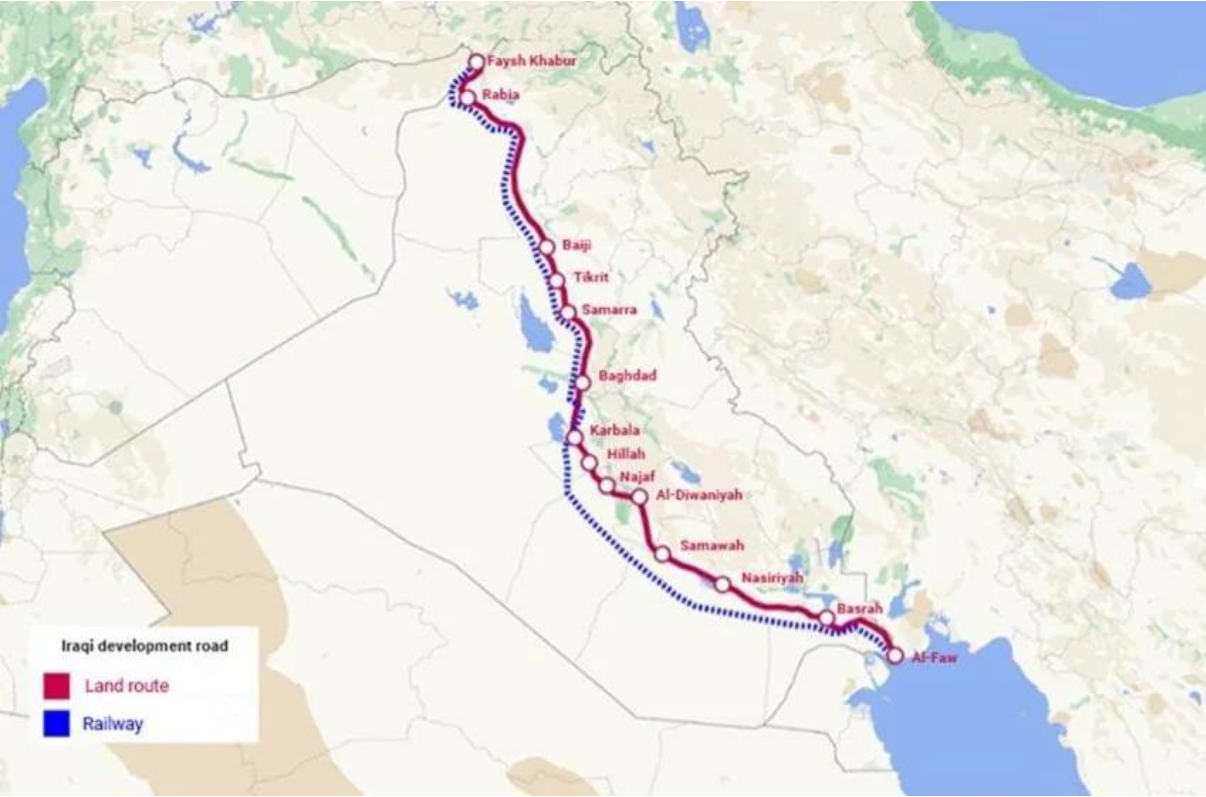 Faysh Khabur
Rabia
Baiji
Tikrit
Samarra
Baghdad
Karbala
Hillah
Najaf
Al-Diwaniyah
Samawah
Nasiriyah
Basrah
Al-Faw
Iraqi development road
Land route
Railway